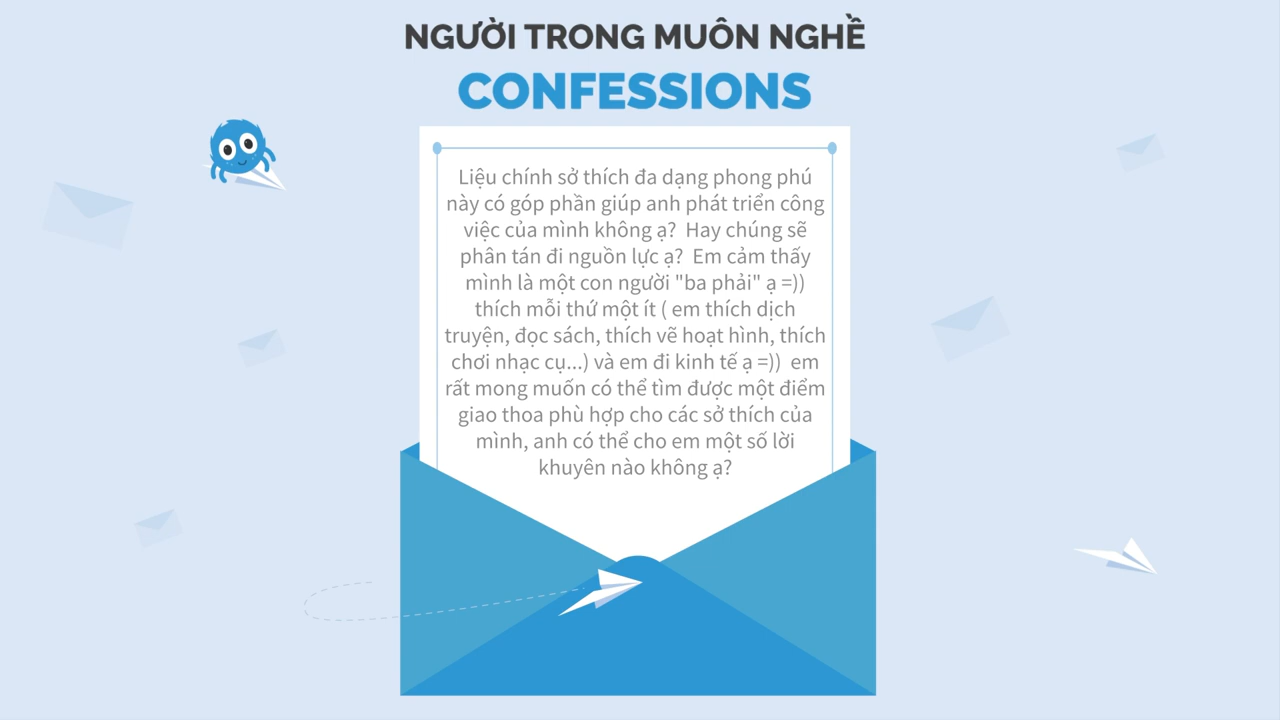 NGƯỜI TRONG MUÔN NGHỀ
CONFESSIONS
Liệu chính sở thích đa dạng phong phú
này có góp phần giúp anh phát triển công
việc của mình không ạ?  Hay chúng sẽ
phân tán đi nguồn lực ạ?  Em cảm thấy
mình là một con người "ba phải" ạ =))
thích mỗi thứ một ít ( em thích dịch
truyện, đọc sách, thích vẽ hoạt hình, thích
chơi nhạc cụ...) và em đi kinh tế ạ =))  em
rất mong muốn có thể tìm được một điểm
giao thoa phù hợp cho các sở thích của
mình, anh có thể cho em một số lời
khuyên nào không ạ?